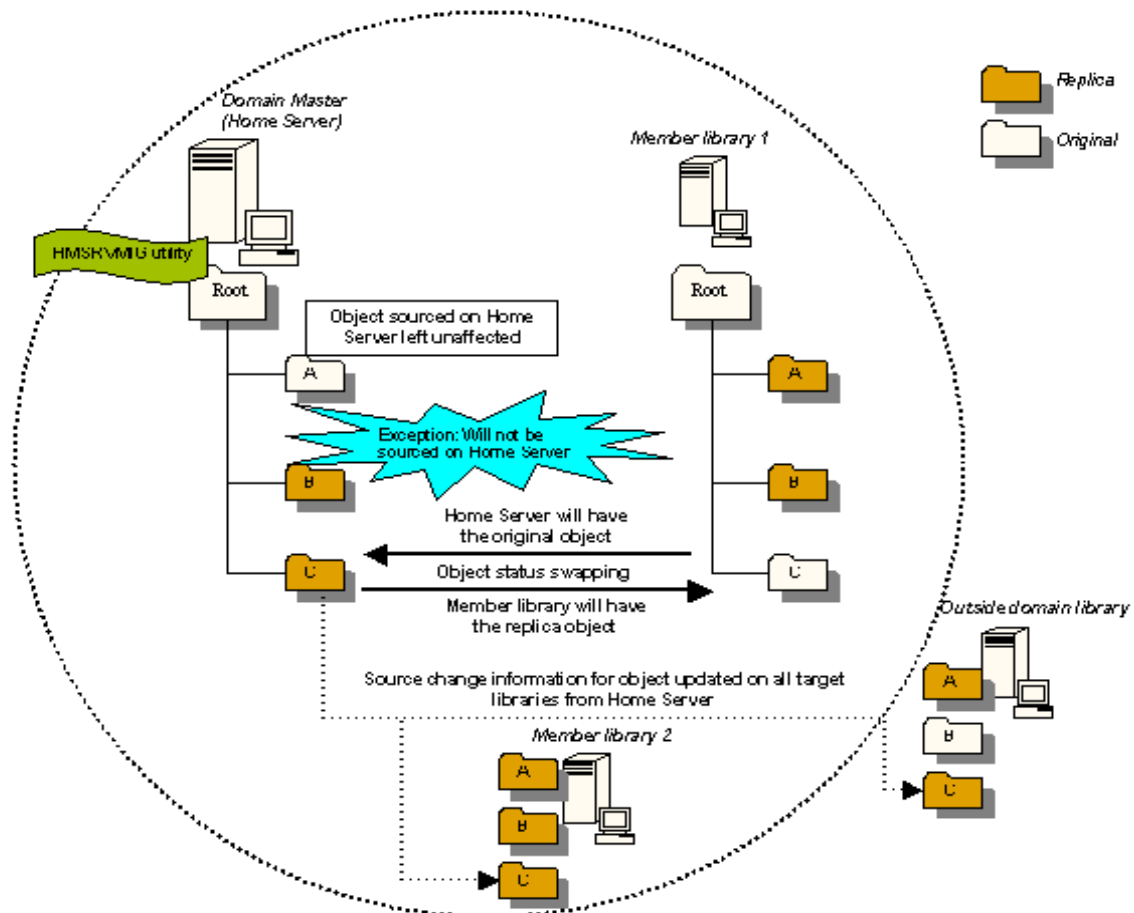 Domain Master
(Home Server)
Member library 1
Replica
Original
HMSRVMIG utility
Root
Root
Object sourced on Home
Server left unaffected
A
A
Exception: Will not be
sourced on Home Server
B
B
Home Server will have
the original object
C
Object status swapping
C
Member library will have
the replica object
Outside domain library
Source change information for object updated on all target
libraries from Home Server
A
B
C
Member library 2
A
B
C